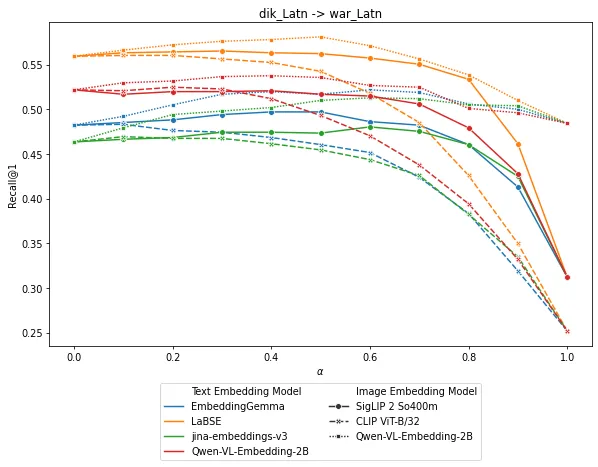 dik_Latn -> war_Latn
Recall@1
0.55
0.50
0.45
0.40
0.35
0.30
0.25
0.0 0.2 0.4 0.6 0.8 1.0
α
Text Embedding Model
EmbeddingGemma
LaBSE
jina-embeddings-v3
Qwen-VL-Embedding-2B
Image Embedding Model
SigLIP 2 So400m
CLIP ViT-B/32
Qwen-VL-Embedding-2B